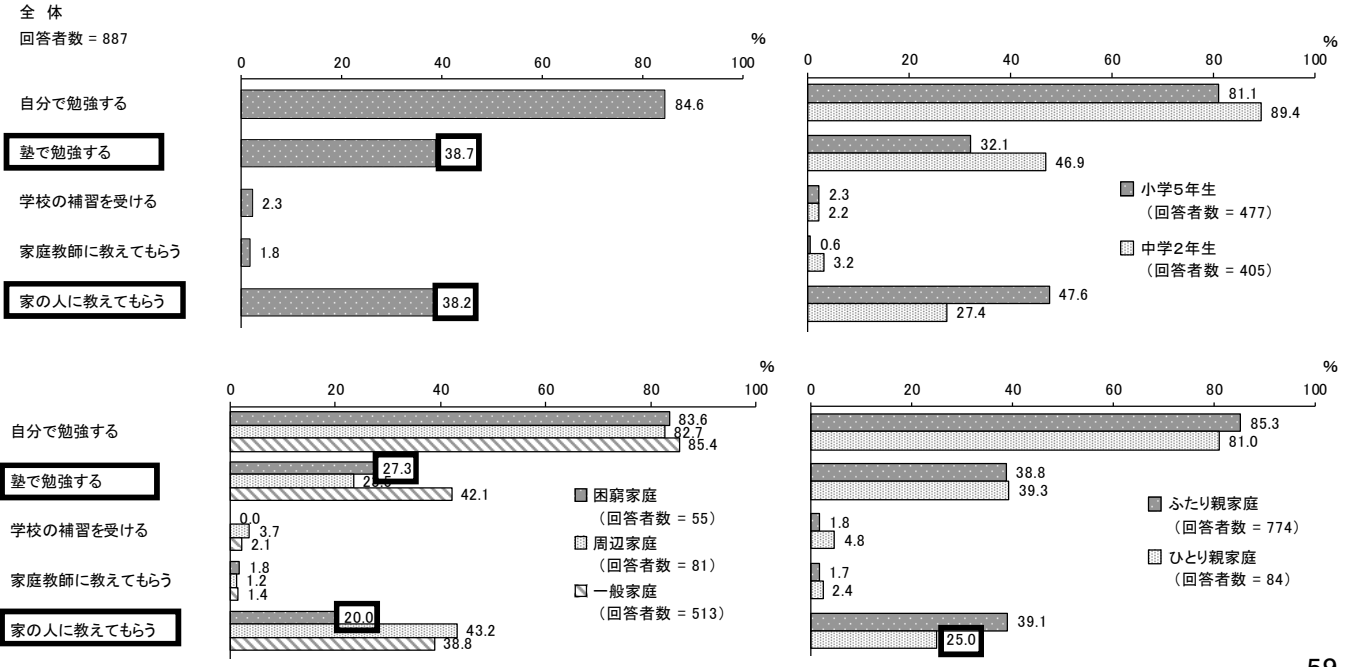 全 体
回答者数 = 887
%
0 20 40 60 80 100
自分で勉強する 84.6
塾で勉強する 38.7
学校の補習を受ける 2.3
家庭教師に教えてもらう 1.8
家の人に教えてもらう 38.2
%
0 20 40 60 80 100
81.1
89.4
32.1
46.9
2.3
2.2
0.6
3.2
47.6
27.4
小学5年生
(回答者数 = 477)
中学2年生
(回答者数 = 405)
%
0 20 40 60 80 100
自分で勉強する
83.6
82.7
85.4
塾で勉強する
27.3
42.1
学校の補習を受ける
0.0
3.7
2.1
家庭教師に教えてもらう
1.8
1.2
1.4
家の人に教えてもらう
20.0
43.2
38.8
困窮家庭
(回答者数 = 55)
周辺家庭
(回答者数 = 81)
一般家庭
(回答者数 = 513)
%
0 20 40 60 80 100
85.3
81.0
38.8
39.3
1.8
4.8
1.7
2.4
39.1
25.0
ふたり親家庭
(回答者数 = 774)
ひとり親家庭
(回答者数 = 84)